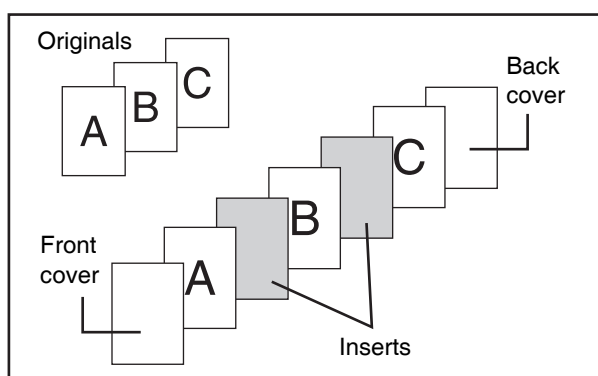 Originals
A
B
C
Back
cover
C
B
Front
cover
A
Inserts